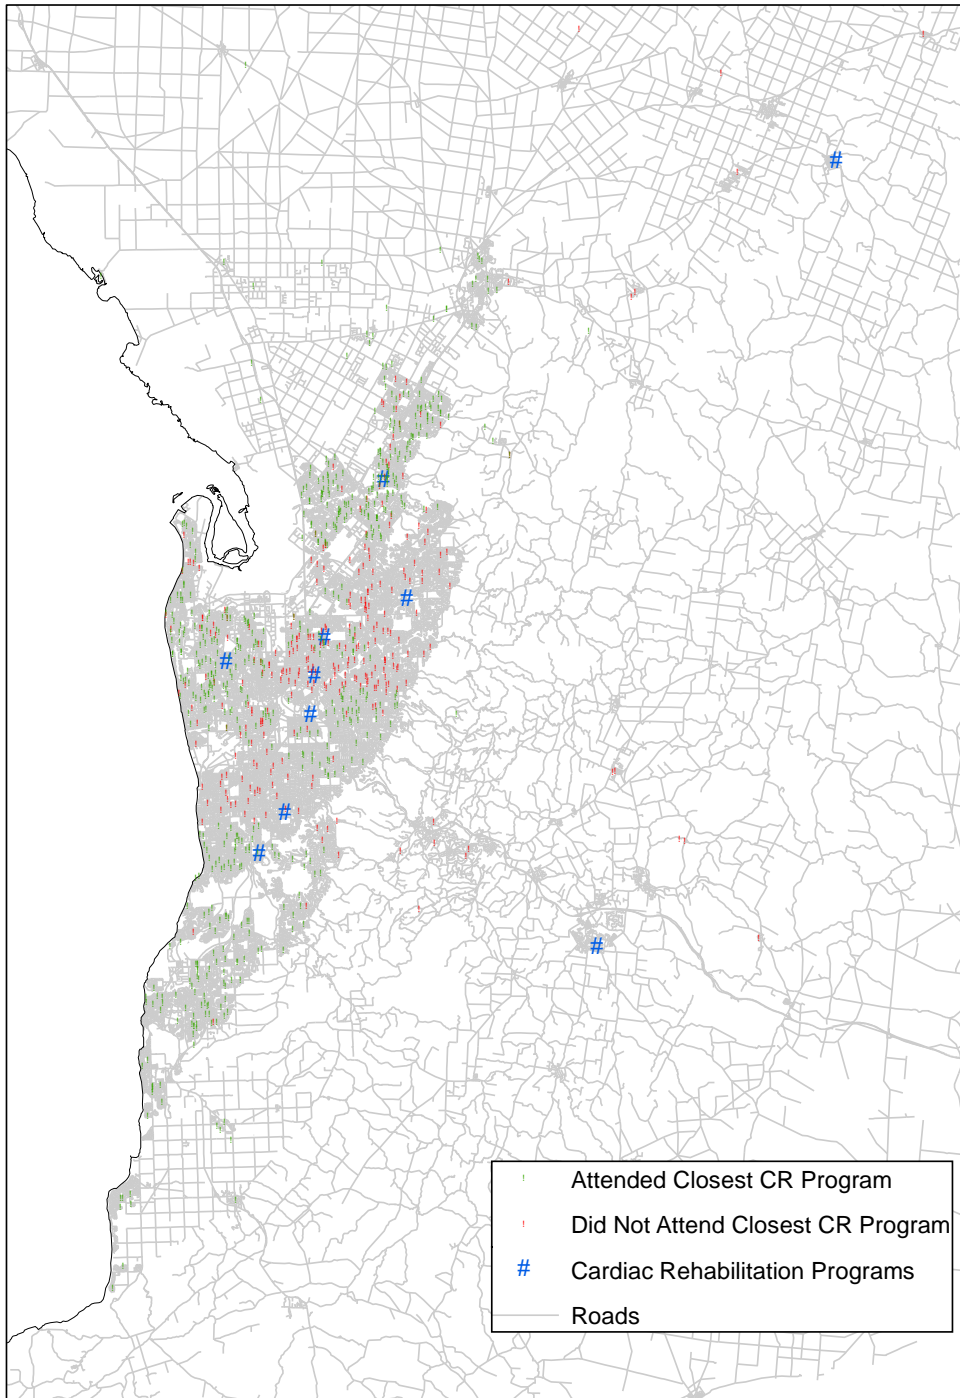 Attended Closest CR Program
Did Not Attend Closest CR Program
# Cardiac Rehabilitation Programs
Roads